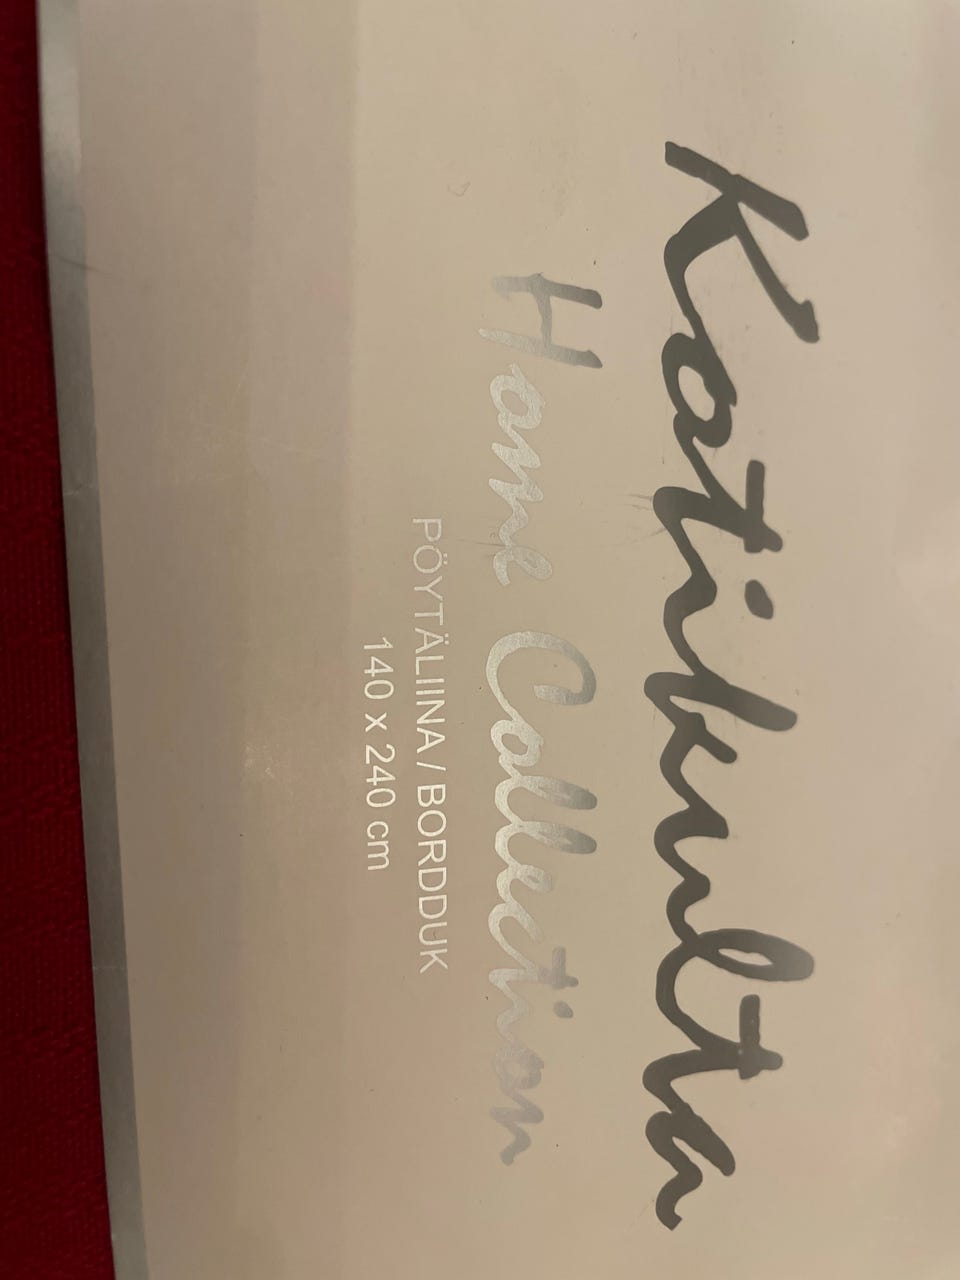 Kotikulta
Home Collection
PÖYTÄLIINA / BORDDUK
140 x 240 cm